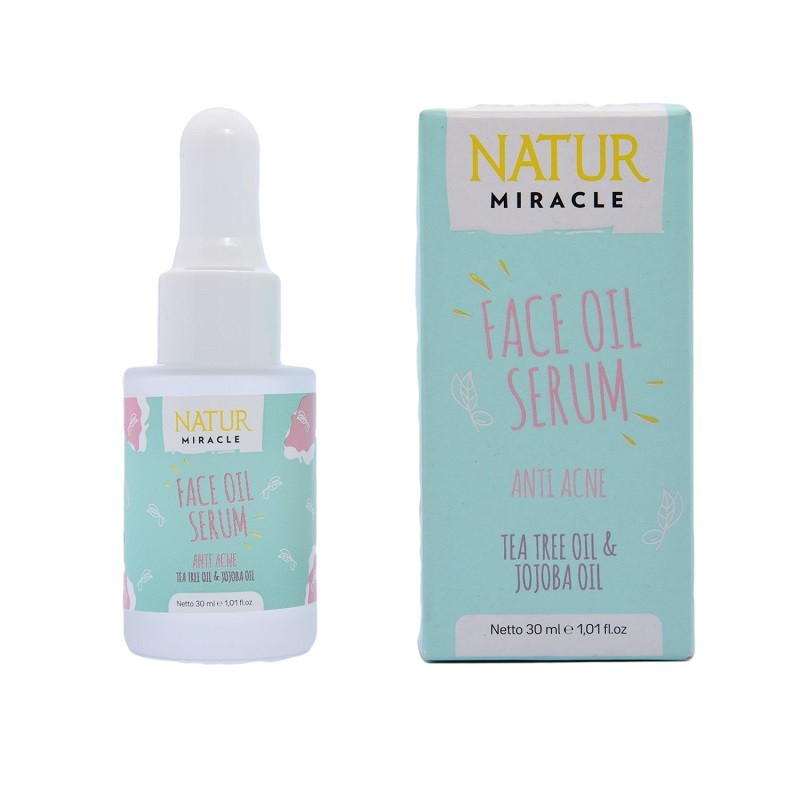 NATUR
MIRACLE
FACE OIL
SERUM
ANTI ACNE
TEA TREE OIL & JOJOBA OIL
Netto 30 ml e 1,01 fl.oz
NATUR
MIRACLE
FACE OIL
SERUM
ANTI ACNE
TEA TREE OIL &
JOJOBA OIL
Netto 30 ml e 1,01 fl.oz